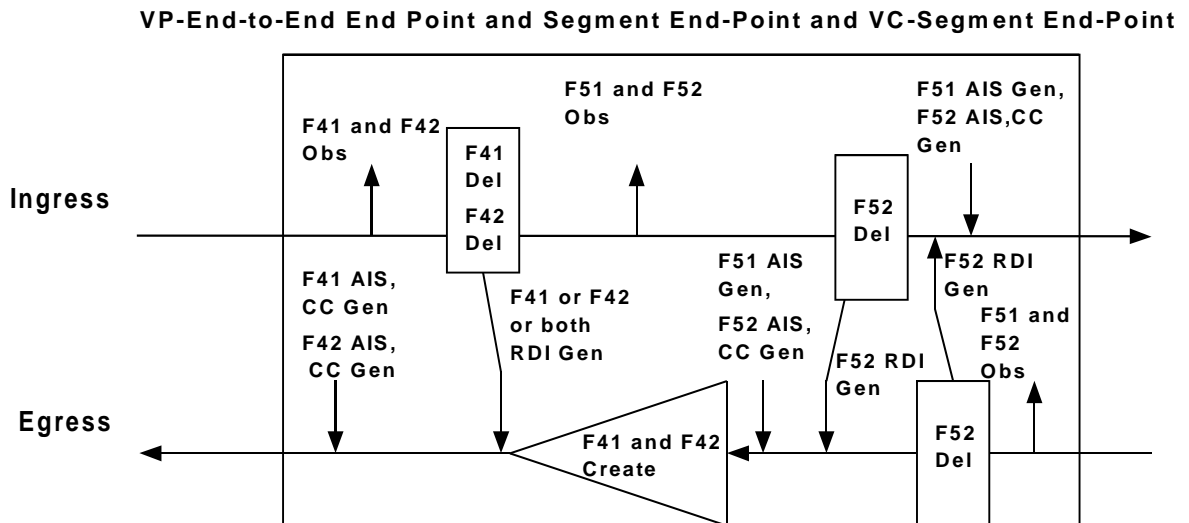 VP-End-to-End End Point and Segment End-Point and VC-Segment End-Point
F41 and F42
Obs
F51 and F52
Obs
F51 AIS Gen,
F52 AIS,CC
Gen
Ingress
F41
Del
F42
Del
F52
Del
F41 AIS,
CC Gen
F42 AIS,
CC Gen
F41 or F42
or both
RDI Gen
F51 AIS
Gen,
F52 AIS,
CC Gen
F52 RDI
Gen
F52 RDI
Gen
F51 and
F52
Obs
Egress
F41 and F42
Create
F52
Del